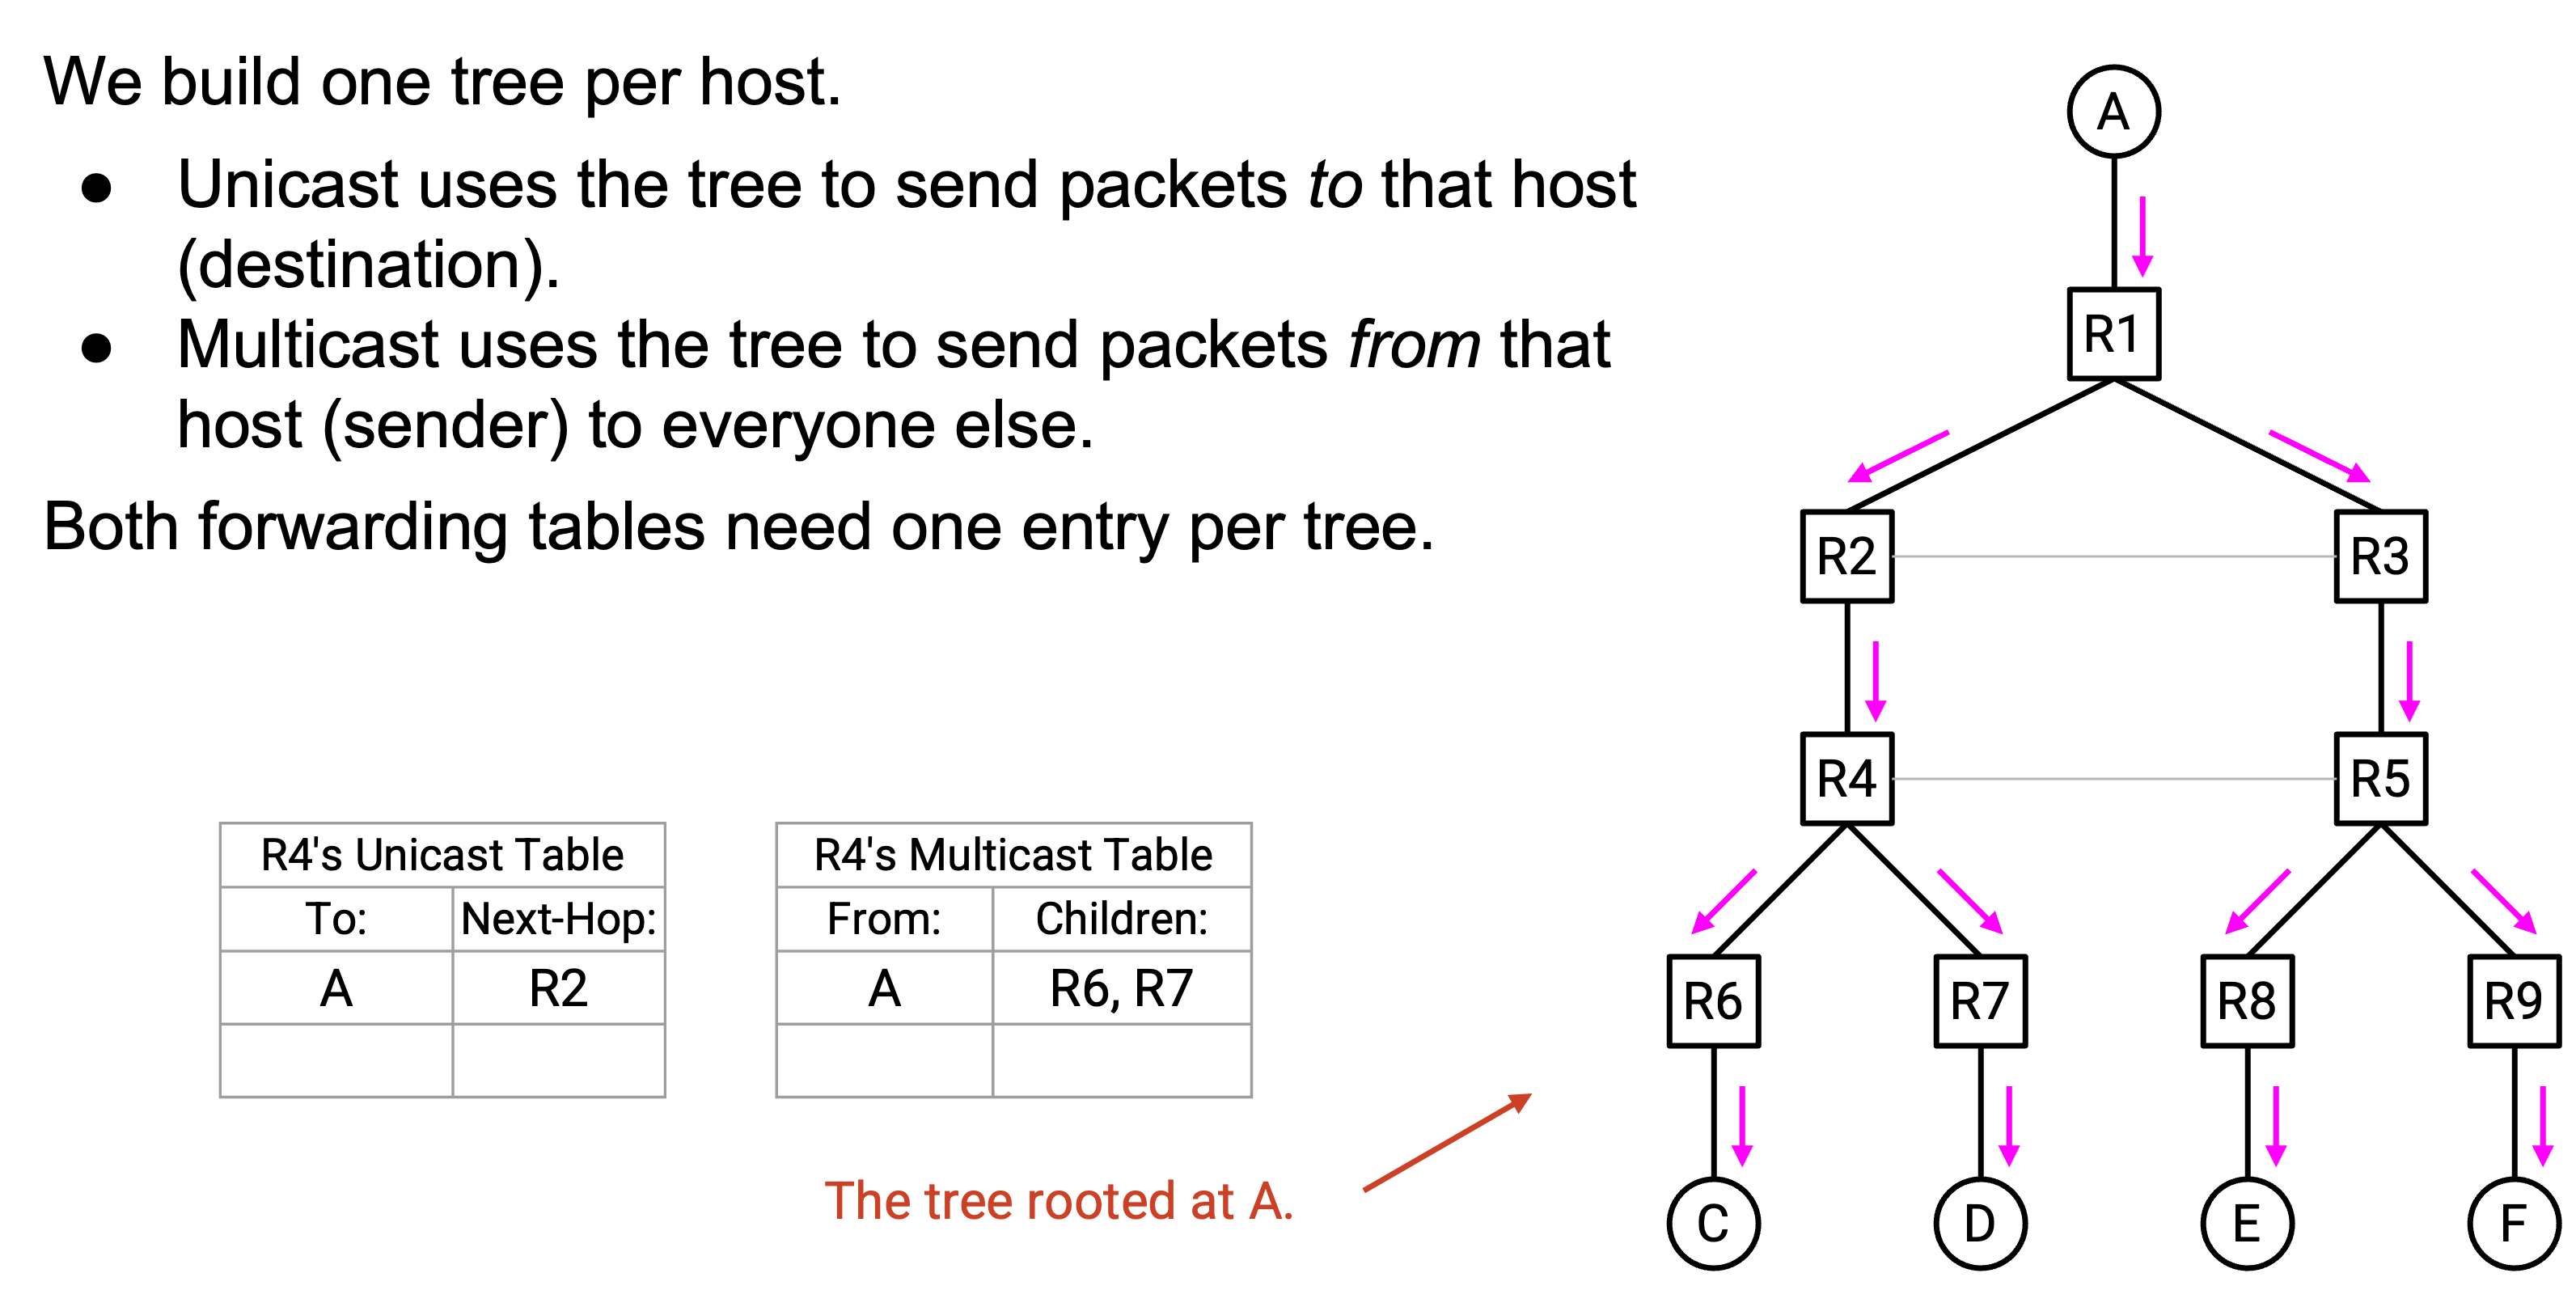 We build one tree per host.
● Unicast uses the tree to send packets to that host
(destination).
● Multicast uses the tree to send packets from that
host (sender) to everyone else.
Both forwarding tables need one entry per tree.
R4's Unicast Table
To: Next-Hop:
A R2
R4's Multicast Table
From: Children:
A R6, R7
The tree rooted at A.
A
R1
R2 R3
R4 R5
R6 R7 R8 R9
C D E F